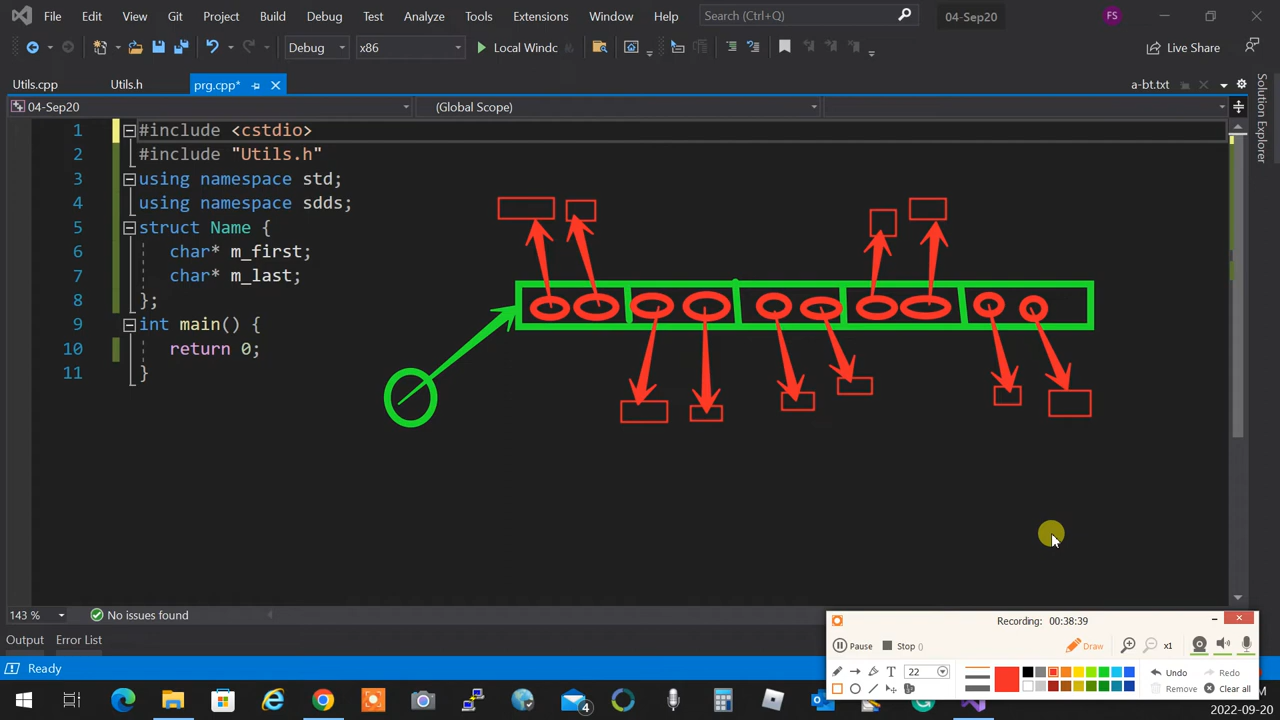 File Edit View Git Project Build Debug Test Analyze Tools Extensions Window Help Search (Ctrl+Q) 04-Sep20 FS
Debug x86 Local Windc Live Share
Utils.cpp Utils.h prg.cpp* a-bt.txt
04-Sep20 (Global Scope)
Solution Explorer
1 #include <cstdio>
2 #include "Utils.h"
3 using namespace std;
4 using namespace sdds;
5 struct Name {
6 char* m_first;
7 char* m_last;
8 };
9 int main() {
10 return 0;
11 }
143 % No issues found
Output Error List
Ready
Recording: 00:38:39
Pause Stop () Draw x1
T 22 Undo Redo
Remove Clear all
4
2022-09-20